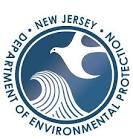 • NEW JERSEY •
DEPARTMENT OF ENVIRONMENTAL PROTECTION